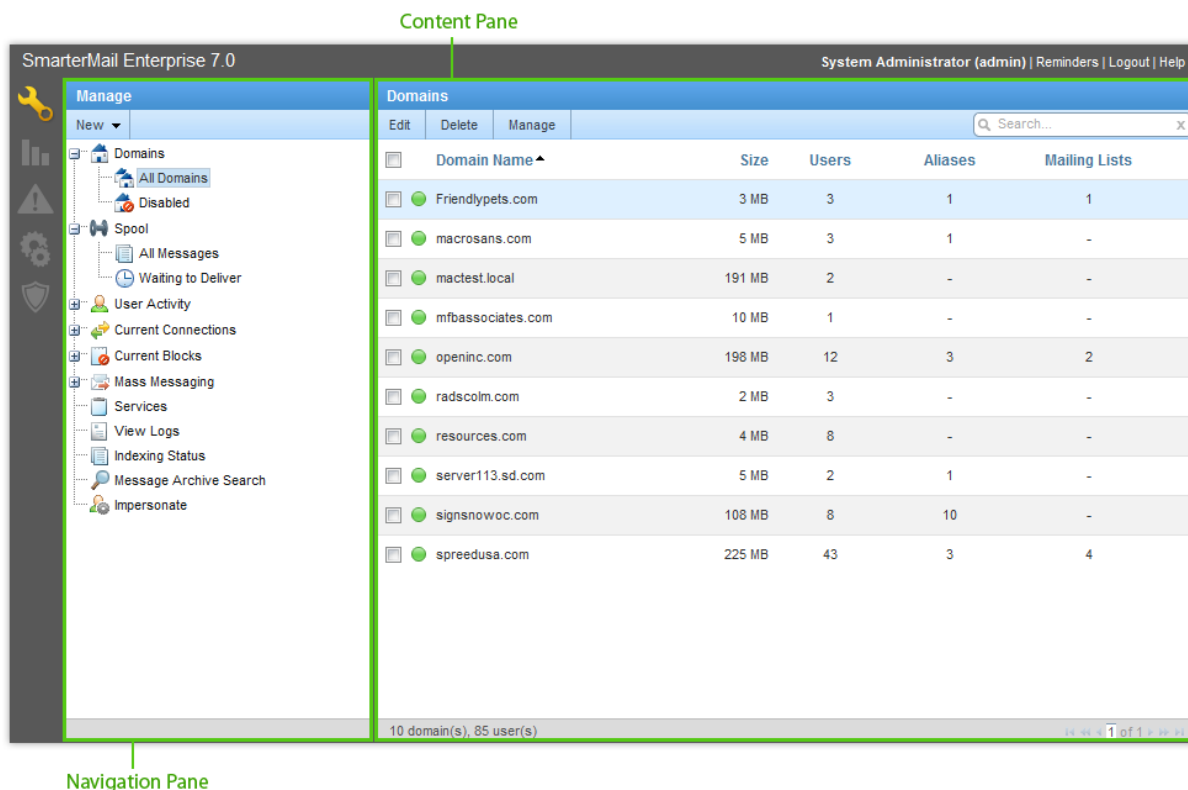 Content Pane
SmarterMail Enterprise 7.0
System Administrator (admin) | Reminders | Logout | Help
Manage
New
Domains
All Domains
Disabled
Spool
All Messages
Waiting to Deliver
User Activity
Current Connections
Current Blocks
Mass Messaging
Services
View Logs
Indexing Status
Message Archive Search
Impersonate
Domains
Edit Delete Manage Search... x
Domain Name Size Users Aliases Mailing Lists
Friendlypets.com 3 MB 3 1 1
macrosans.com 5 MB 3 1 -
mactest.local 191 MB 2 - -
mfbassociates.com 10 MB 1 - -
openinc.com 198 MB 12 3 2
radscolm.com 2 MB 3 - -
resources.com 4 MB 8 - -
server113.sd.com 5 MB 2 1 -
signsnowoc.com 108 MB 8 10 -
spreedusa.com 225 MB 43 3 4
10 domain(s), 85 user(s) 1 of 1
Navigation Pane